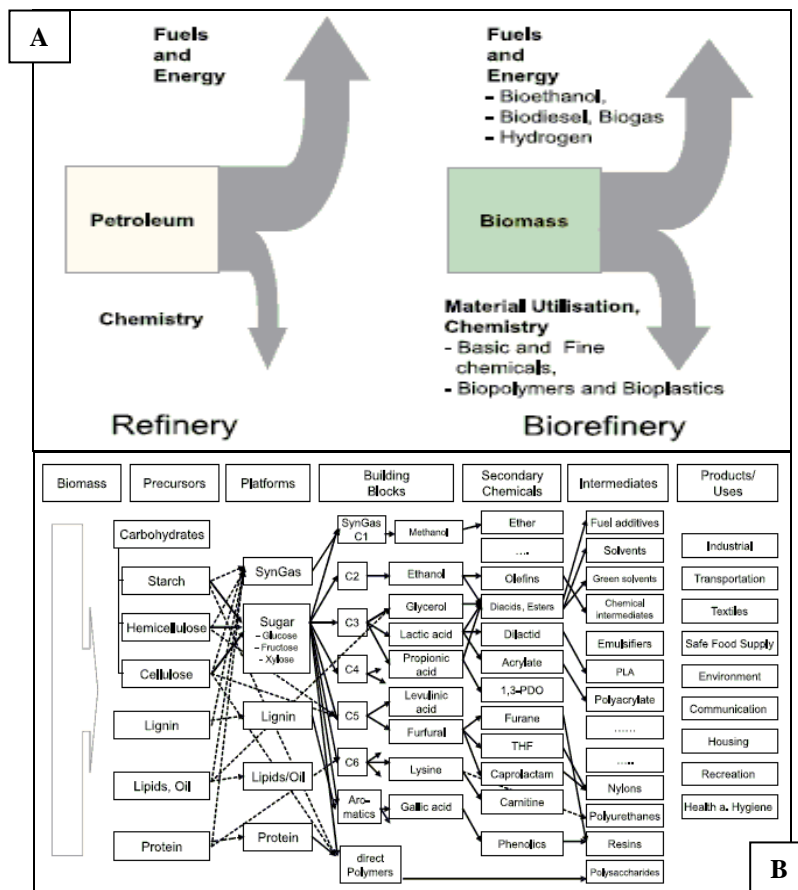 A
Fuels
and
Energy
Petroleum
Chemistry
Refinery
Fuels
and
Energy
- Bioethanol,
- Biodiesel, Biogas
- Hydrogen
Biomass
Material Utilisation,
Chemistry
- Basic and Fine
chemicals,
- Biopolymers and Bioplastics
Biorefinery
Biomass
Precursors
Platforms
Building
Blocks
Secondary
Chemicals
Intermediates
Products/
Uses
Carbohydrates
Starch
Hemicellulose
Cellulose
Lignin
Lipids, Oil
Protein
SynGas
Sugar
- Glucose
- Fructose
- Xylose
Lignin
Lipids/Oil
Protein
SynGas
C1
C2
C3
C4
C5
C6
Aro-
matics
direct
Polymers
Methanol
Ethanol
Glycerol
Lactic acid
Propionic
acid
Levulinic
acid
Furfural
Lysine
Gallic acid
Ether
....
Olefins
Diacids, Esters
Dilactid
Acrylate
1,3-PDO
Furane
THF
Caprolactam
Carnitine
Phenolics
Fuel additives
Solvents
Green solvents
Chemical
intermediates
Emulsifiers
PLA
Polyacrylate
......
.....
Nylons
Polyurethanes
Resins
Polysaccharides
Industrial
Transportation
Textiles
Safe Food Supply
Environment
Communication
Housing
Recreation
Health a. Hygiene
B